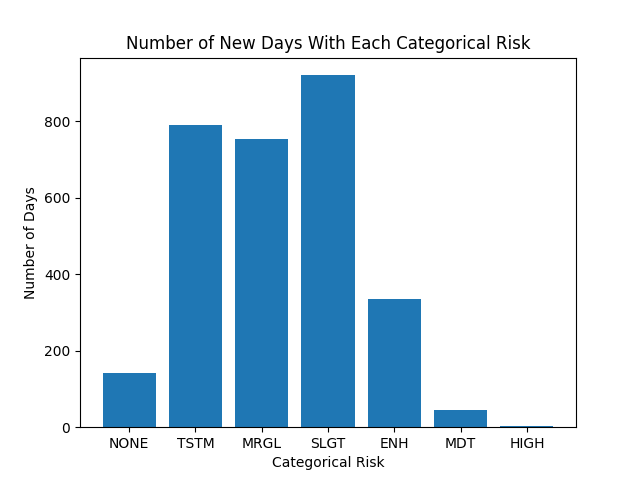 Number of New Days With Each Categorical Risk
Number of Days
800
600
400
200
0
NONE TSTM MRGL SLGT ENH MDT HIGH
Categorical Risk